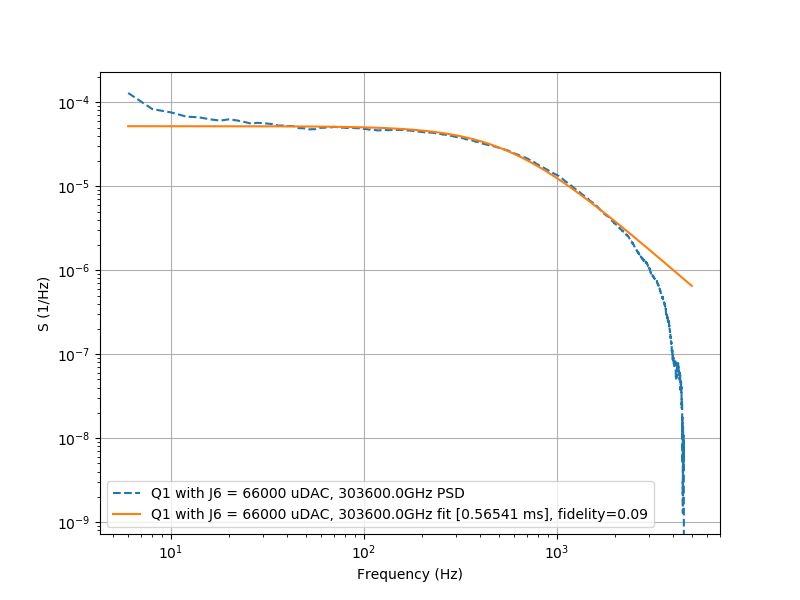 10⁻⁴
10⁻⁵
10⁻⁶
10⁻⁷
10⁻⁸
10⁻⁹
S (1/Hz)
Q1 with J6 = 66000 uDAC, 303600.0GHz PSD
Q1 with J6 = 66000 uDAC, 303600.0GHz fit [0.56541 ms], fidelity=0.09
10¹ 10² 10³
Frequency (Hz)